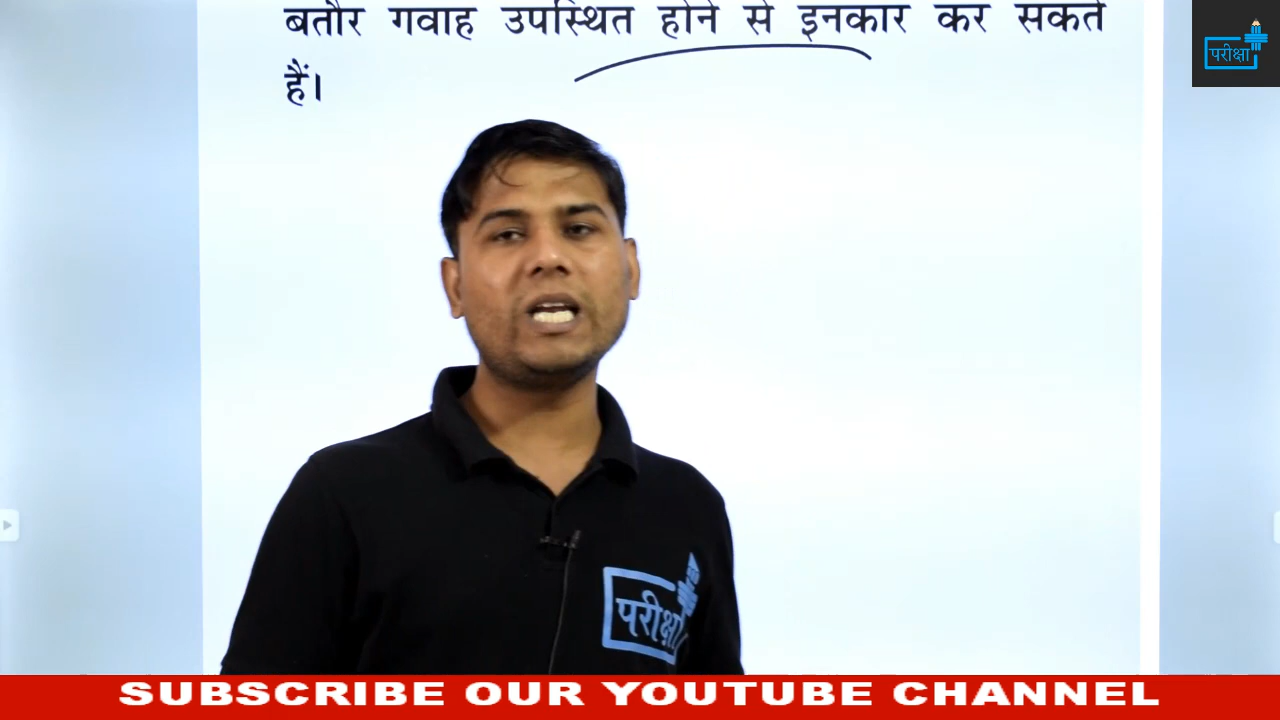 बतौर गवाह उपस्थित होने से इनकार कर सकते
हैं।
परीक्षा
परीक्षा
SUBSCRIBE OUR YOUTUBE CHANNEL